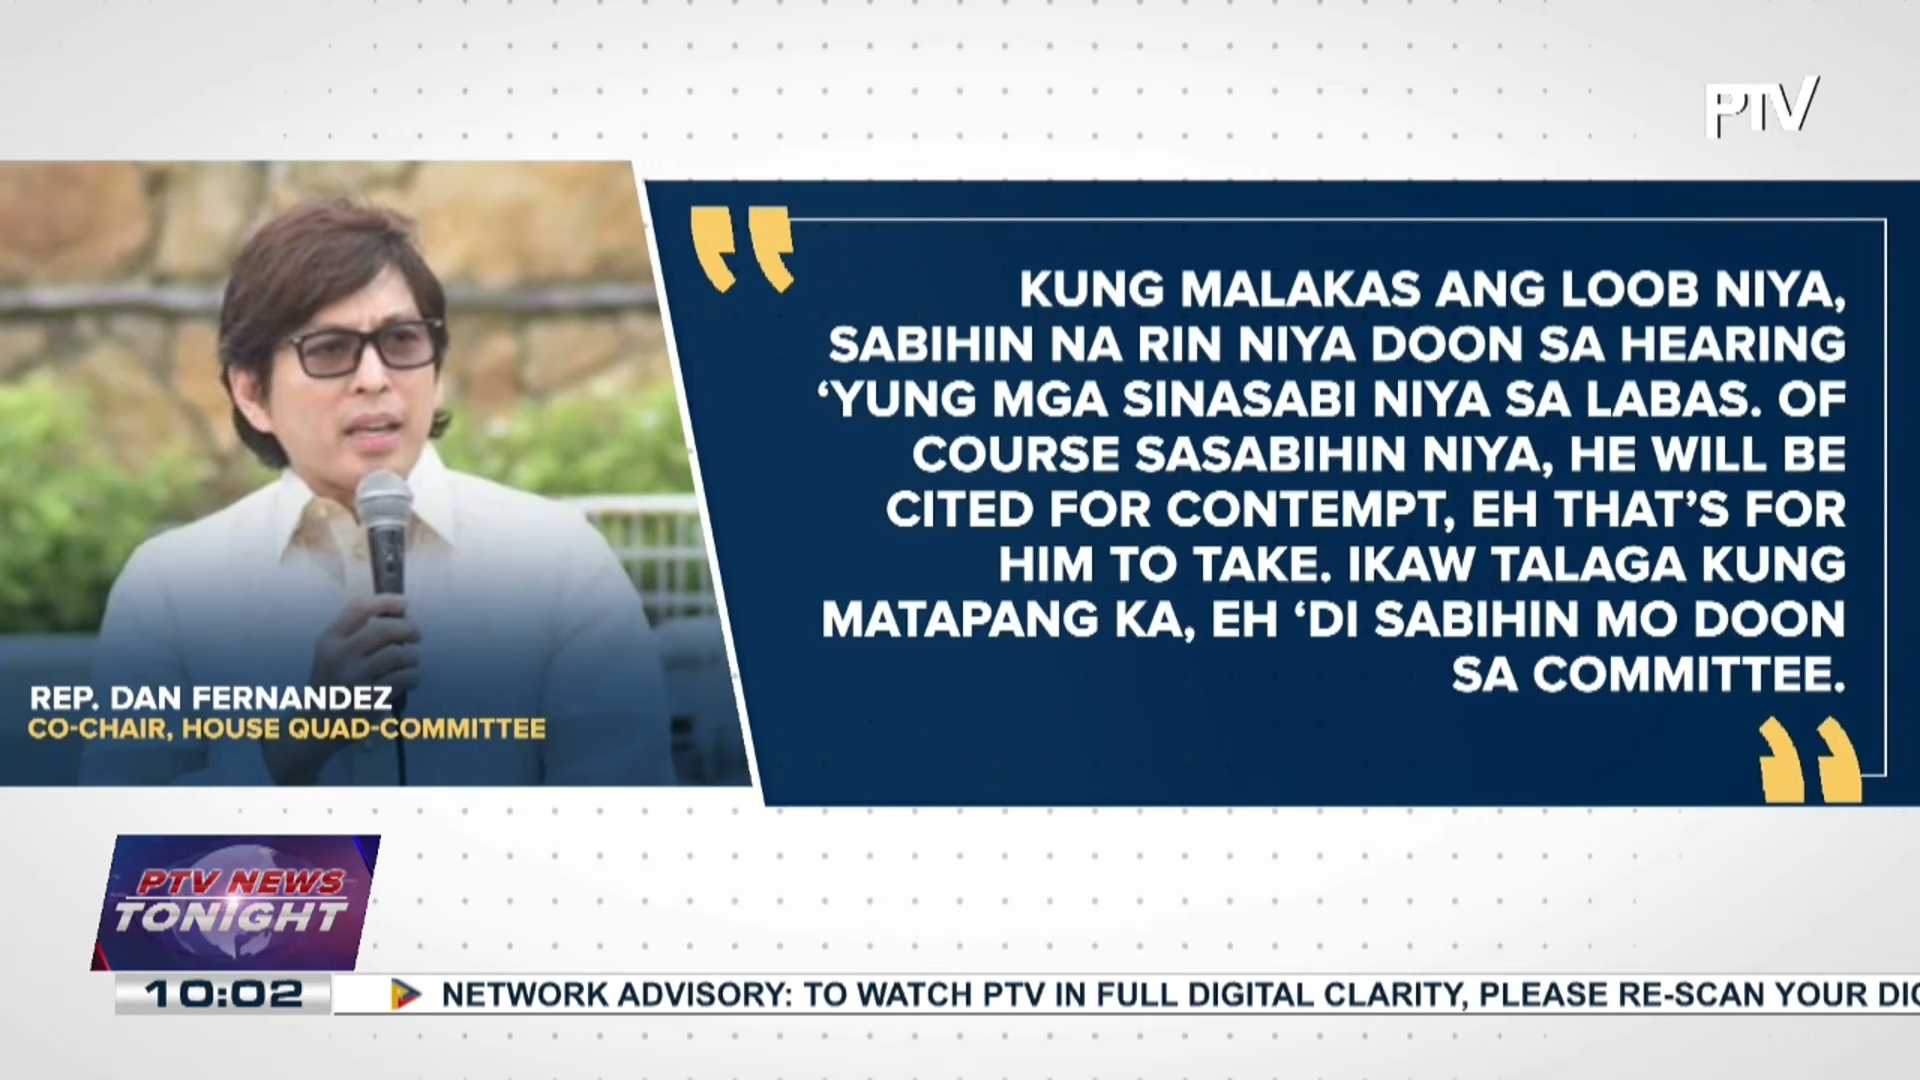 PTV
KUNG MALAKAS ANG LOOB NIYA,
SABIHIN NA RIN NIYA DOON SA HEARING
‘YUNG MGA SINASABI NIYA SA LABAS. OF
COURSE SASABIHIN NIYA, HE WILL BE
CITED FOR CONTEMPT, EH THAT’S FOR
HIM TO TAKE. IKAW TALAGA KUNG
MATAPANG KA, EH ‘DI SABIHIN MO DOON
SA COMMITTEE.
REP. DAN FERNANDEZ
CO-CHAIR, HOUSE QUAD-COMMITTEE
PTV NEWS
TONIGHT
10:02
NETWORK ADVISORY: TO WATCH PTV IN FULL DIGITAL CLARITY, PLEASE RE-SCAN YOUR